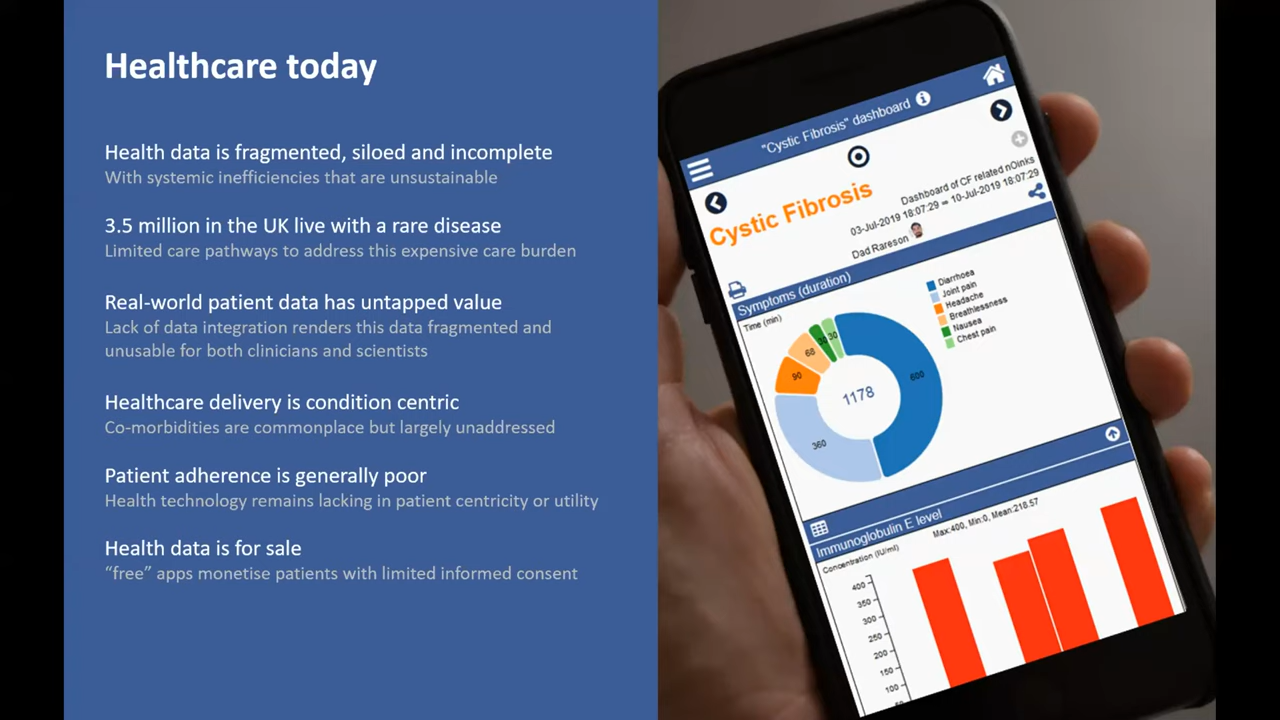 Healthcare today
Health data is fragmented, siloed and incomplete
With systemic inefficiencies that are unsustainable
3.5 million in the UK live with a rare disease
Limited care pathways to address this expensive care burden
Real-world patient data has untapped value
Lack of data integration renders this data fragmented and
unusable for both clinicians and scientists
Healthcare delivery is condition centric
Co-morbidities are commonplace but largely unaddressed
Patient adherence is generally poor
Health technology remains lacking in patient centricity or utility
Health data is for sale
“free” apps monetise patients with limited informed consent
"Cystic Fibrosis" dashboard
Cystic Fibrosis
Dashboard of CF related nOinks
03-Jul-2019 18:07:29 ⇨ 10-Jul-2019 18:07:29
Dad Rareson
Symptoms (duration)
Time (min)
Diarrhoea
Joint pain
Headache
Breathlessness
Nausea
Chest pain
30
68
90
600
1178
360
Immunoglobulin E level
Max:400, Min:0, Mean:218.57
Concentration (IU/ml)
400
350
300
250
200
150
100